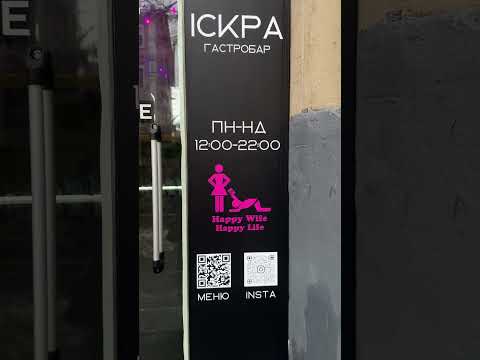 ІСКРА
ГАСТРОБАР
Е
ПН-НД
12:00-22:00
Happy Wife
Happy Life
МЕНЮ
INSTA